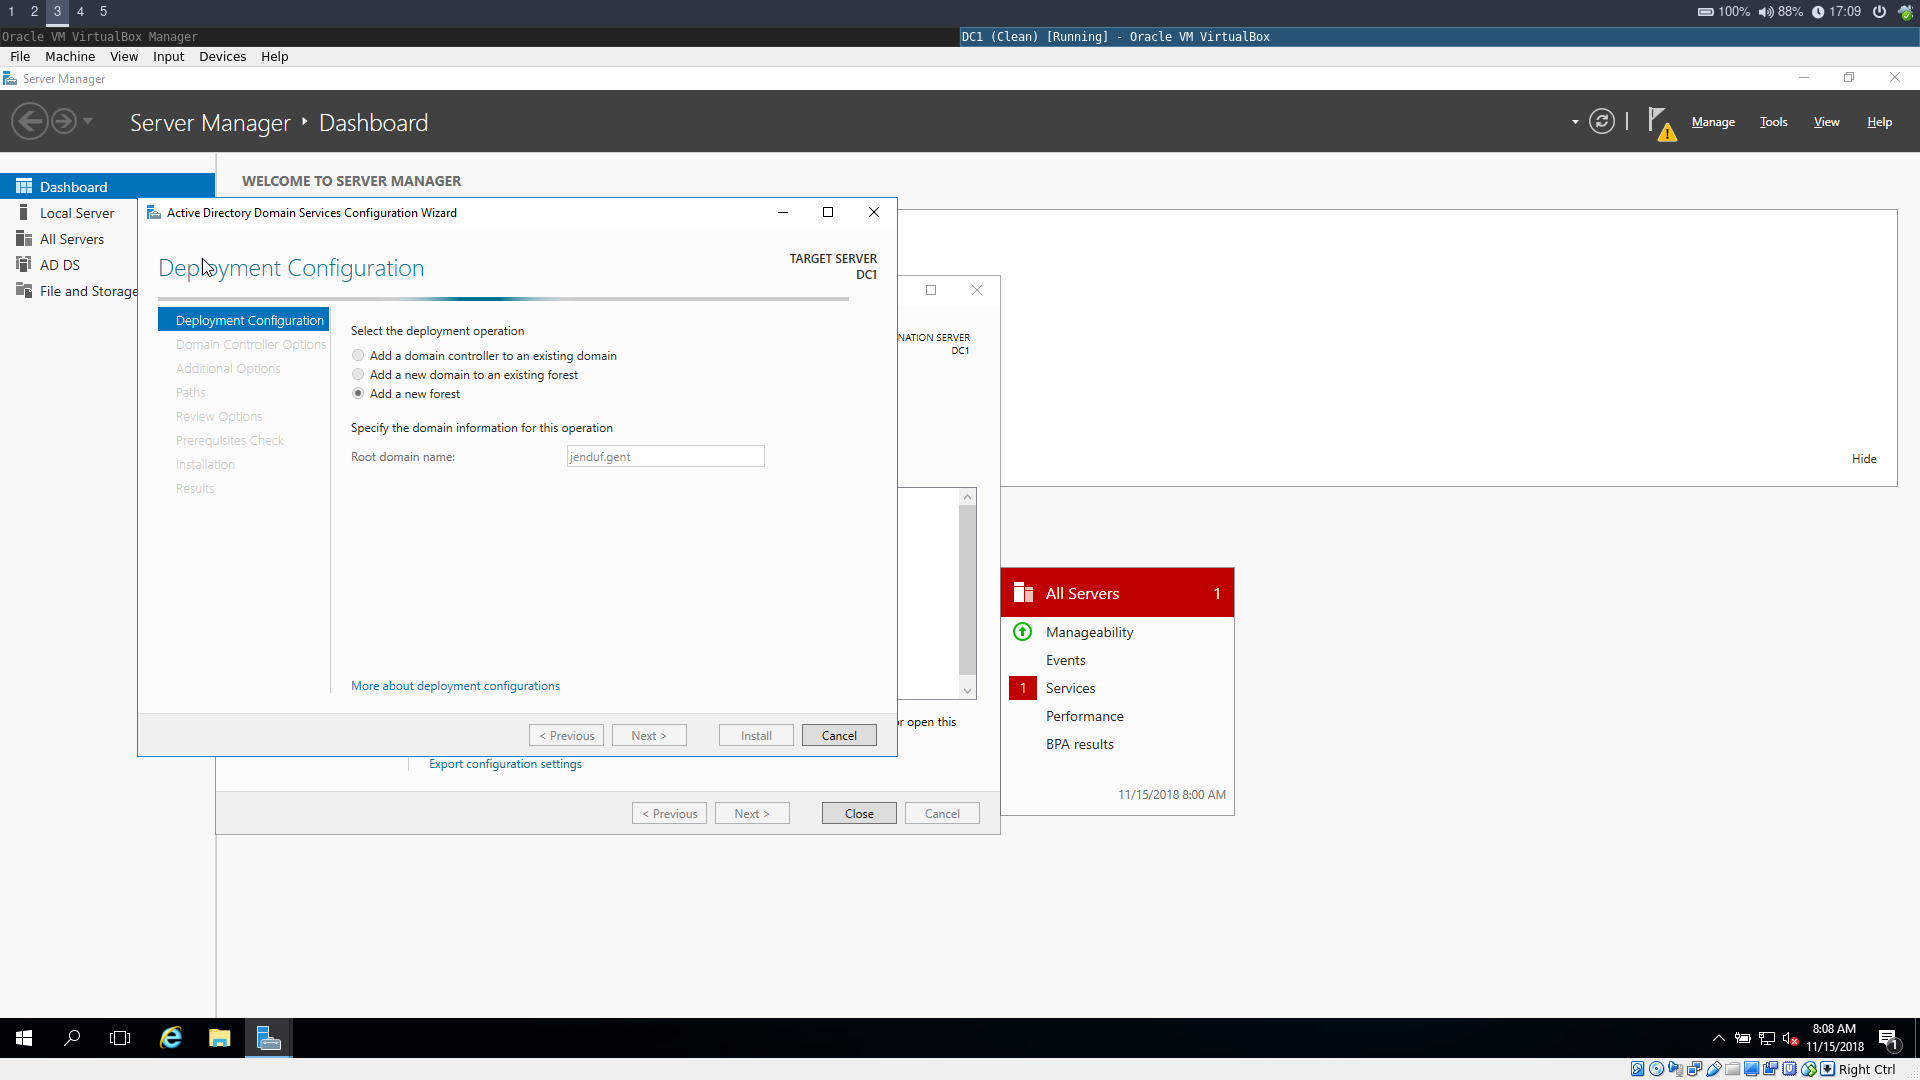 1 2 3 4 5
100% 88% 17:09
Oracle VM VirtualBox Manager
DC1 (Clean) [Running] - Oracle VM VirtualBox
File Machine View Input Devices Help
Server Manager
Server Manager Dashboard
Manage Tools View Help
Dashboard
Local Server
All Servers
AD DS
File and Storage
WELCOME TO SERVER MANAGER
Active Directory Domain Services Configuration Wizard
Deployment Configuration
TARGET SERVER
DC1
Deployment Configuration
Domain Controller Options
Additional Options
Paths
Review Options
Prerequisites Check
Installation
Results
Select the deployment operation
Add a domain controller to an existing domain
Add a new domain to an existing forest
Add a new forest
Specify the domain information for this operation
Root domain name: jenduf.gent
More about deployment configurations
< Previous Next > Install Cancel
NATION SERVER
DC1
r open this
Export configuration settings
< Previous Next > Close Cancel
Hide
All Servers 1
Manageability
Events
1 Services
Performance
BPA results
11/15/2018 8:00 AM
8:08 AM
11/15/2018
1
Right Ctrl